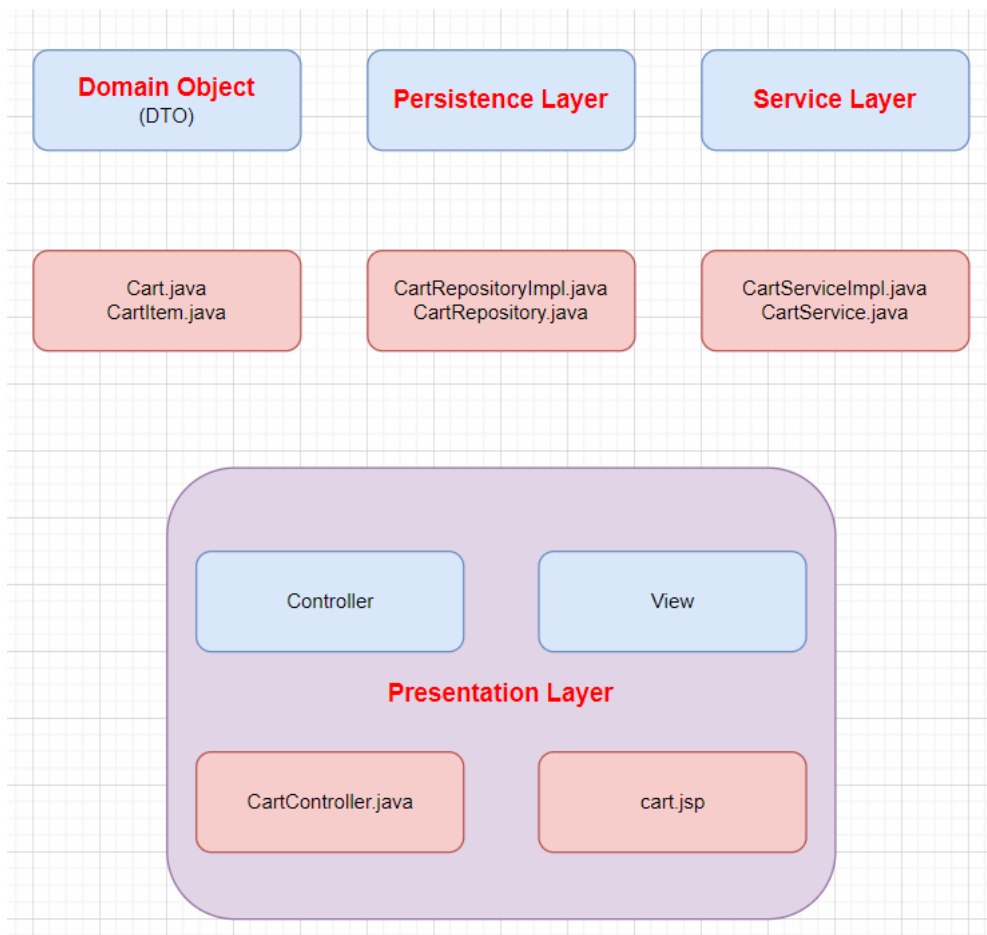 Domain Object
(DTO)
Persistence Layer
Service Layer
Cart.java
CartItem.java
CartRepositoryImpl.java
CartRepository.java
CartServiceImpl.java
CartService.java
Controller
View
Presentation Layer
CartController.java
cart.jsp